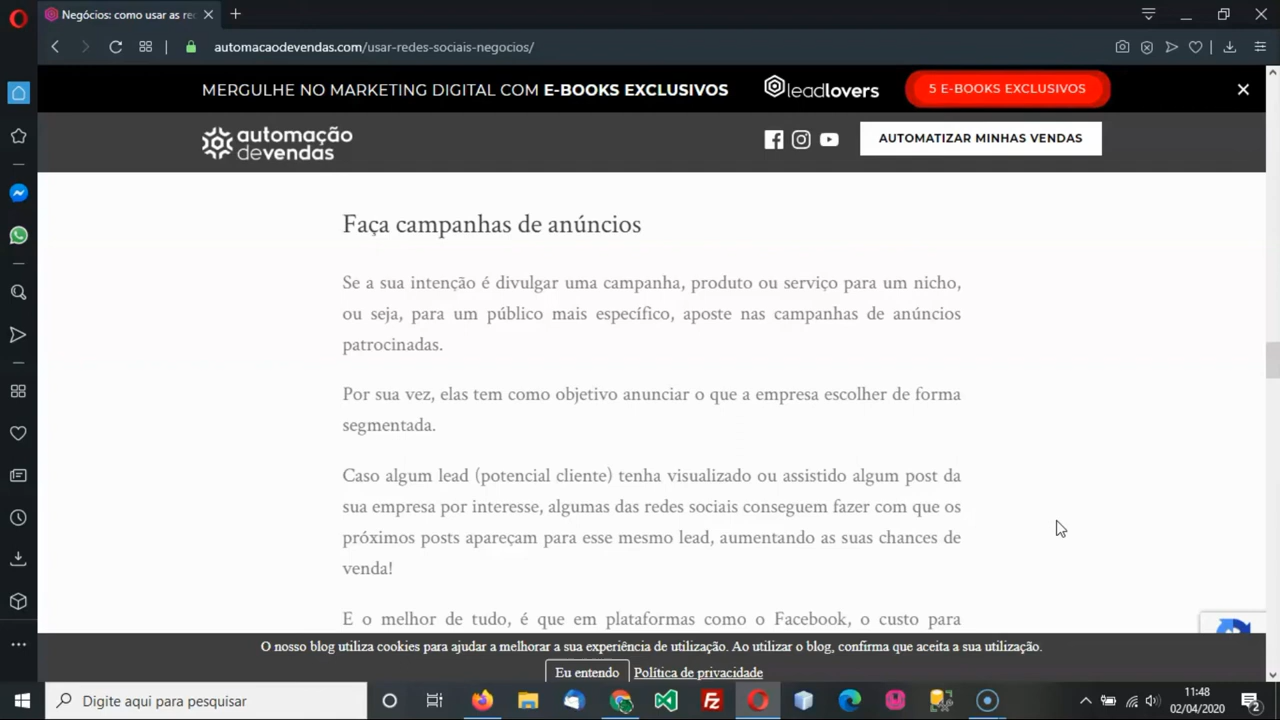 Negócios: como usar as re
automacaodevendas.com/usar-redes-sociais-negocios/
MERGULHE NO MARKETING DIGITAL COM E-BOOKS EXCLUSIVOS
leadlovers
5 E-BOOKS EXCLUSIVOS
automação
devendas
AUTOMATIZAR MINHAS VENDAS
Faça campanhas de anúncios
Se a sua intenção é divulgar uma campanha, produto ou serviço para um nicho,
ou seja, para um público mais específico, aposte nas campanhas de anúncios
patrocinadas.
Por sua vez, elas tem como objetivo anunciar o que a empresa escolher de forma
segmentada.
Caso algum lead (potencial cliente) tenha visualizado ou assistido algum post da
sua empresa por interesse, algumas das redes sociais conseguem fazer com que os
próximos posts apareçam para esse mesmo lead, aumentando as suas chances de
venda!
E o melhor de tudo, é que em plataformas como o Facebook, o custo para
O nosso blog utiliza cookies para ajudar a melhorar a sua experiência de utilização. Ao utilizar o blog, confirma que aceita a sua utilização.
Eu entendo Política de privacidade
Digite aqui para pesquisar
11:48
02/04/2020
2